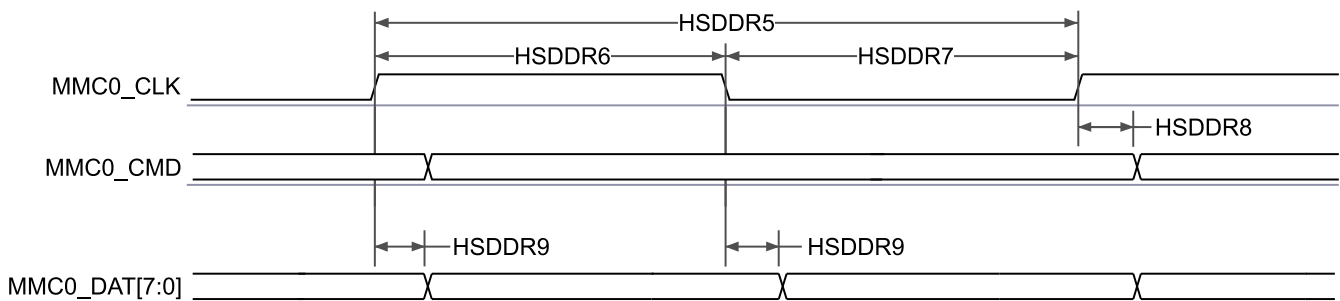 HSDDR5
HSDDR6
HSDDR7
MMC0_CLK
HSDDR8
MMC0_CMD
HSDDR9
HSDDR9
MMC0_DAT[7:0]